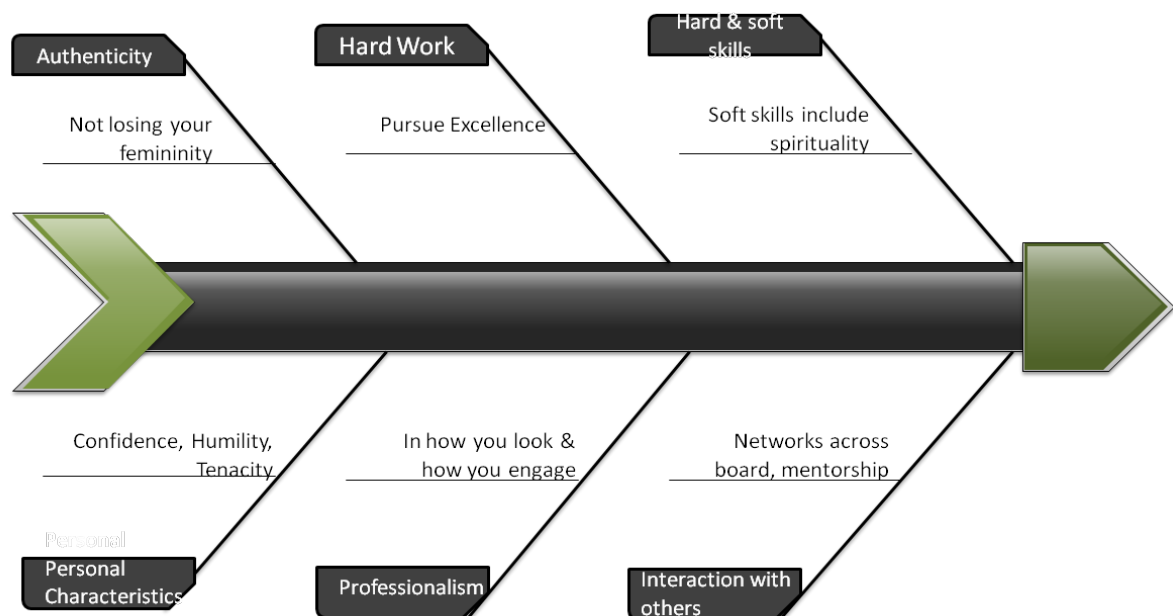 Authenticity
Hard Work
Hard & soft
skills
Not losing your
femininity
Pursue Excellence
Soft skills include
spirituality
Confidence, Humility,
Tenacity
In how you look &
how you engage
Networks across
board, mentorship
Personal
Personal
Characteristics
Professionalism
Interaction with
others